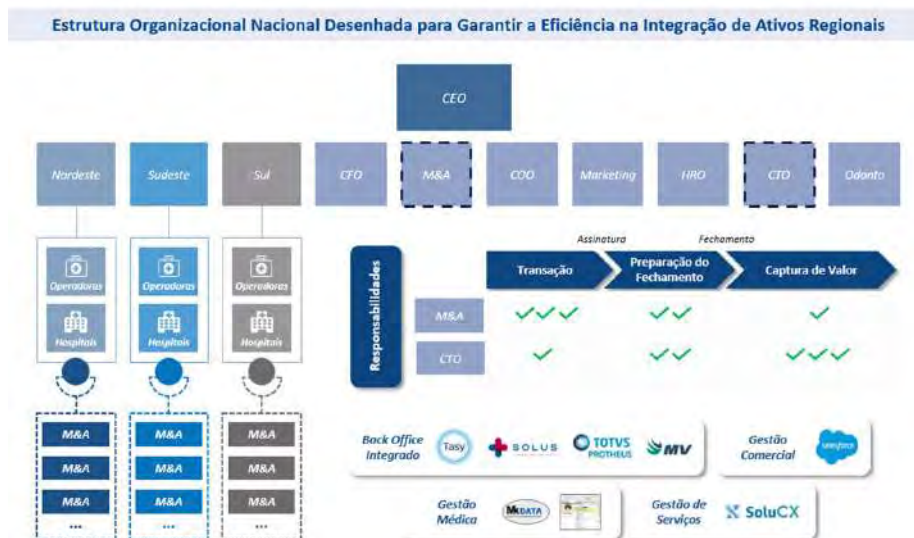 Estrutura Organizacional Nacional Desenhada para Garantir a Eficiência na Integração de Ativos Regionais
CEO
Nordeste
Sudeste
Sul
CFO
M&A
COO
Marketing
HRO
CTO
Odonto
Operadoras
Operadoras
Operadoras
Hospitais
Hospitais
Hospitais
M&A
M&A
M&A
M&A
M&A
M&A
M&A
M&A
M&A
...
...
...
Responsabilidades
Assinatura
Fechamento
Transação
Preparação do
Fechamento
Captura de Valor
M&A
CTO
Back Office
Integrado
Tasy
SOLUS
TOTVS
PROTHEUS
MV
Gestão
Comercial
salesforce
Gestão
Médica
Gestão de
Serviços
SoluCX